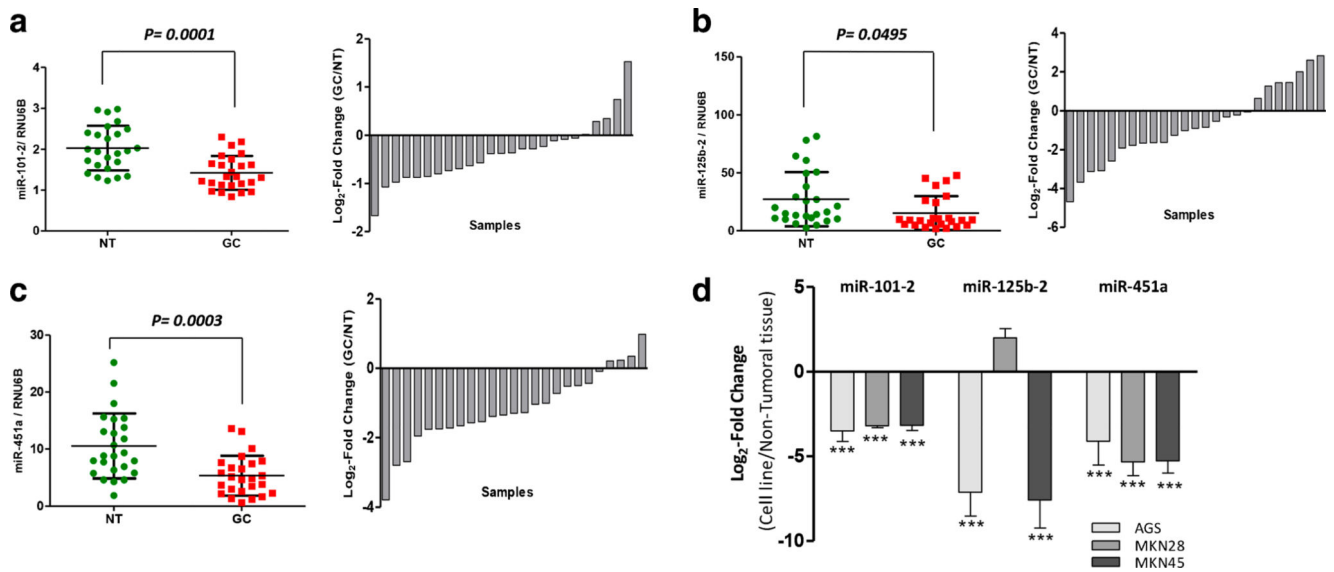 a
P= 0.0001
miR-101-2/ RNU6B
4
3
2
1
0
NT
GC
Log2-Fold Change (GC/NT)
2
1
0
-1
-2
Samples
b
P= 0.0495
miR-125b-2 / RNU6B
150
100
50
0
NT
GC
Log2-Fold Change (GC/NT)
4
2
0
-2
-4
-6
Samples
c
P= 0.0003
miR-451a / RNU6B
30
20
10
0
NT
GC
Log2-Fold Change (GC/NT)
2
0
-2
-4
Samples
d
miR-101-2
miR-125b-2
miR-451a
Log2-Fold Change
(Cell line/Non-Tumoral tissue)
5
0
-5
-10
*** *** ***
*** ***
*** *** ***
AGS
MKN28
MKN45